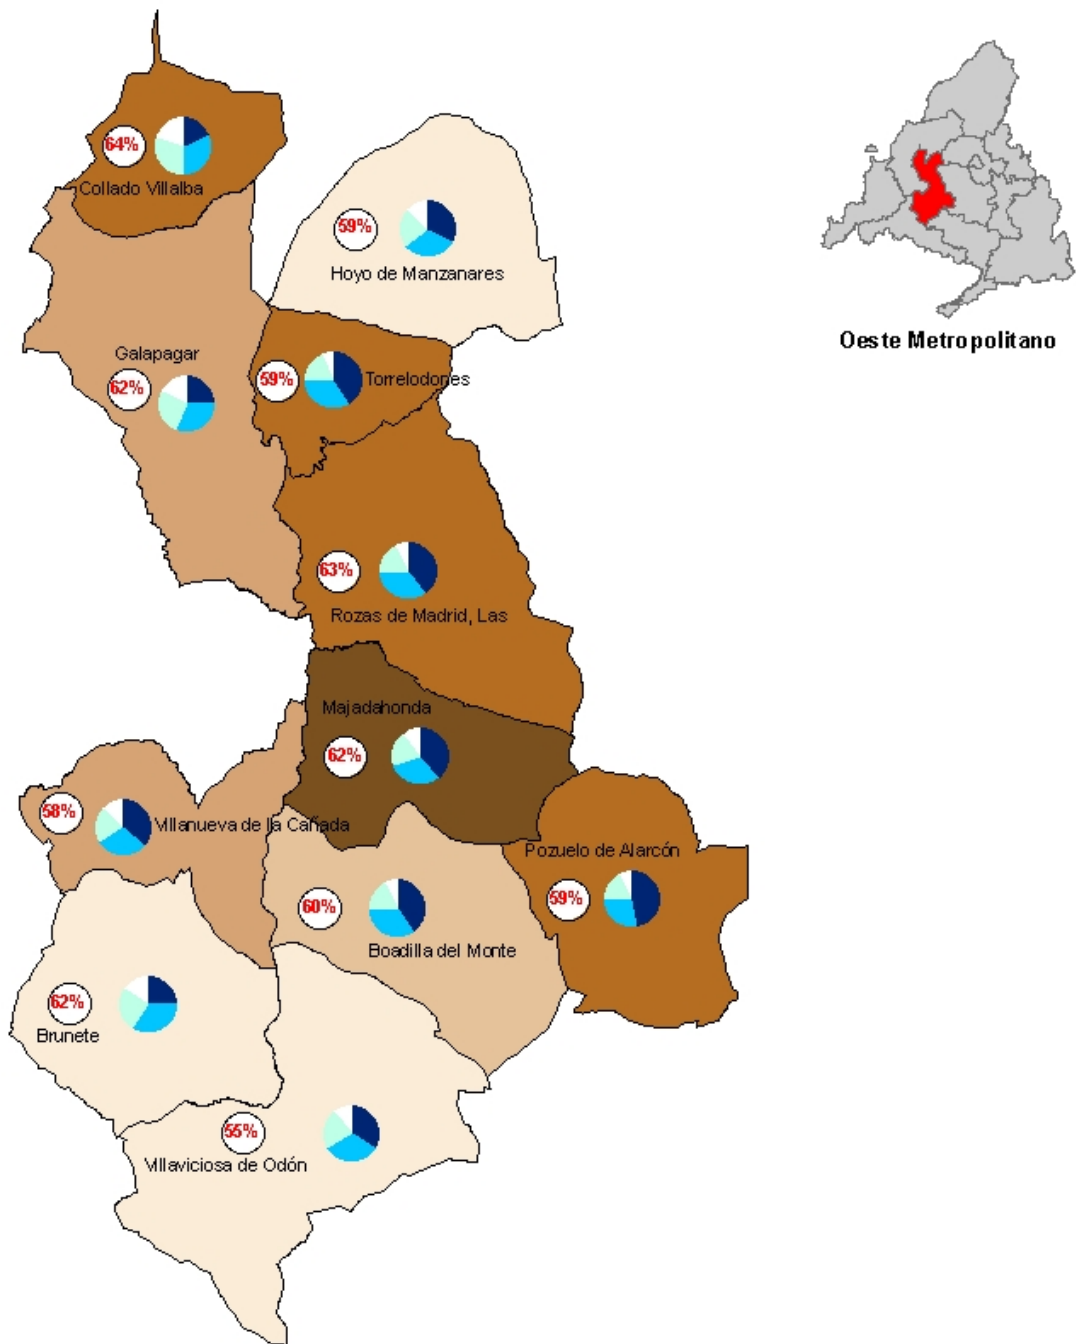 64%
Collado Villalba
59%
Hoyo de Manzanares
Oeste Metropolitano
Galapagar
62%
59%
Torrelodones
63%
Rozas de Madrid, Las
Majadahonda
62%
58%
Villanueva de la Cañada
Pozuelo de Alarcón
59%
60%
Boadilla del Monte
62%
Brunete
55%
Villaviciosa de Odón